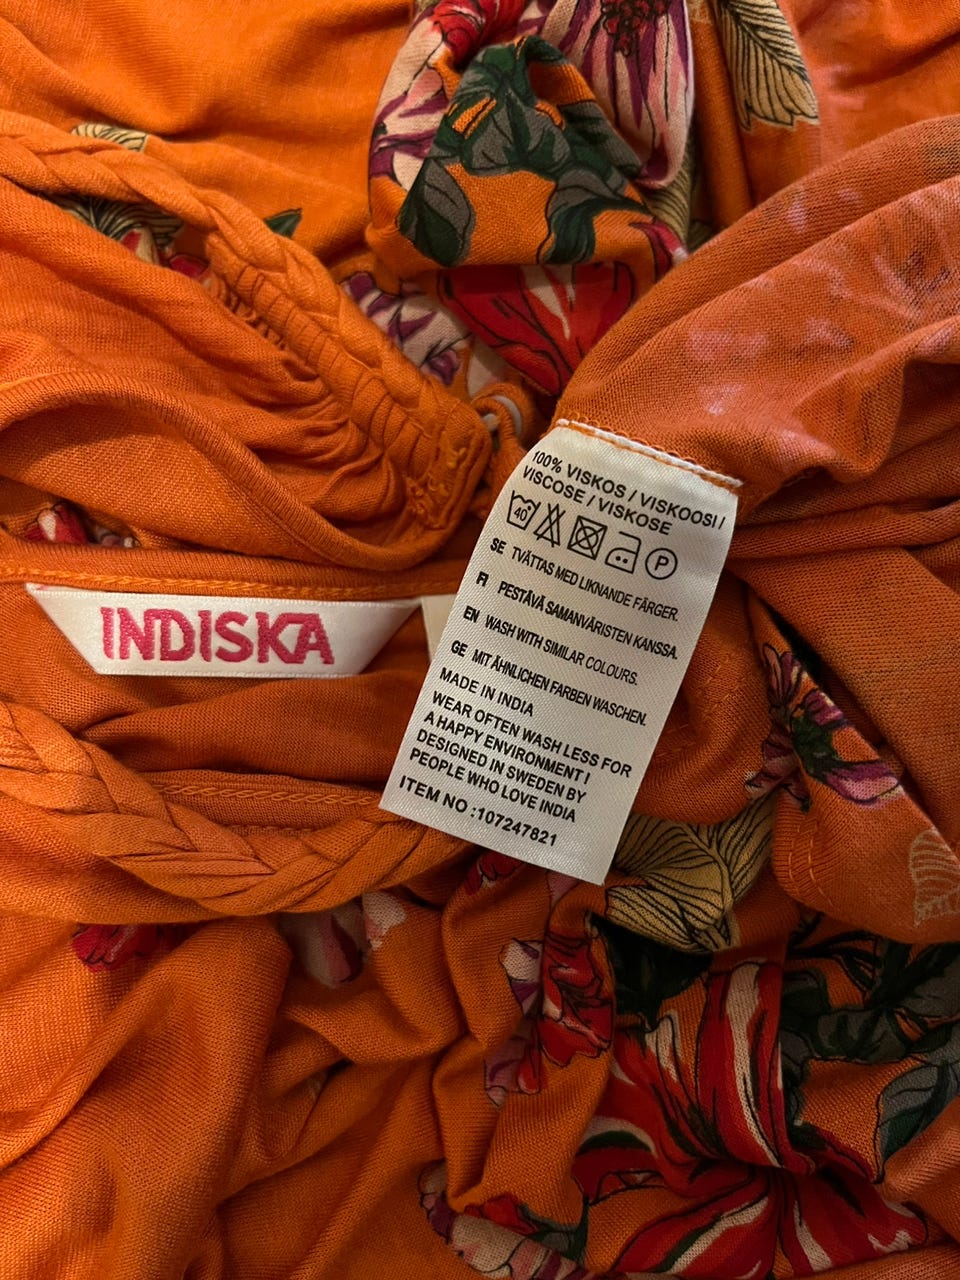 INDISKA
100% VISKOS / VISKOOSI /
VISCOSE / VISKOSE
40 P
SE TVÄTTAS MED LIKNANDE FÄRGER.
FI PESTÄVÄ SAMANVÄRISTEN KANSSA.
EN WASH WITH SIMILAR COLOURS.
GE MIT ÄHNLICHEN FARBEN WASCHEN.
MADE IN INDIA
WEAR OFTEN WASH LESS FOR
A HAPPY ENVIRONMENT I
DESIGNED IN SWEDEN BY
PEOPLE WHO LOVE INDIA
ITEM NO :107247821